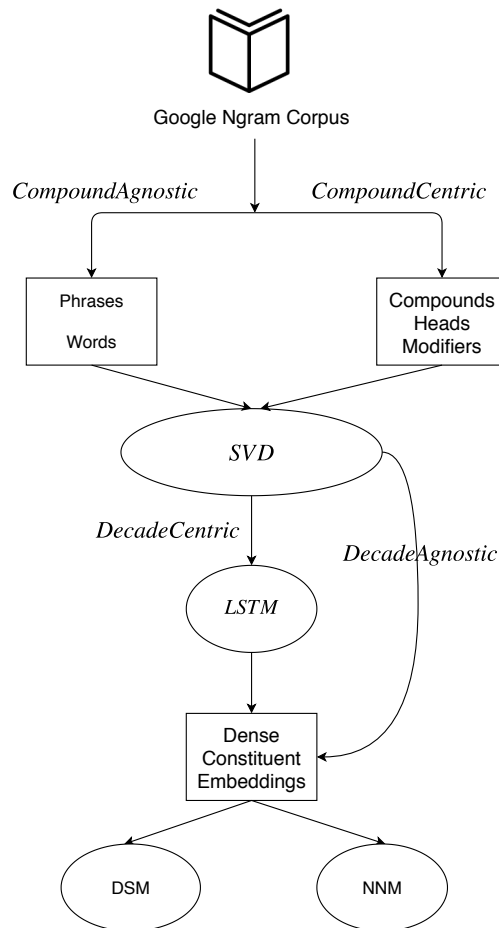 Google Ngram Corpus
CompoundAgnostic
CompoundCentric
Phrases
Words
Compounds
Heads
Modifiers
SVD
DecadeCentric
DecadeAgnostic
LSTM
Dense
Constituent
Embeddings
DSM
NNM